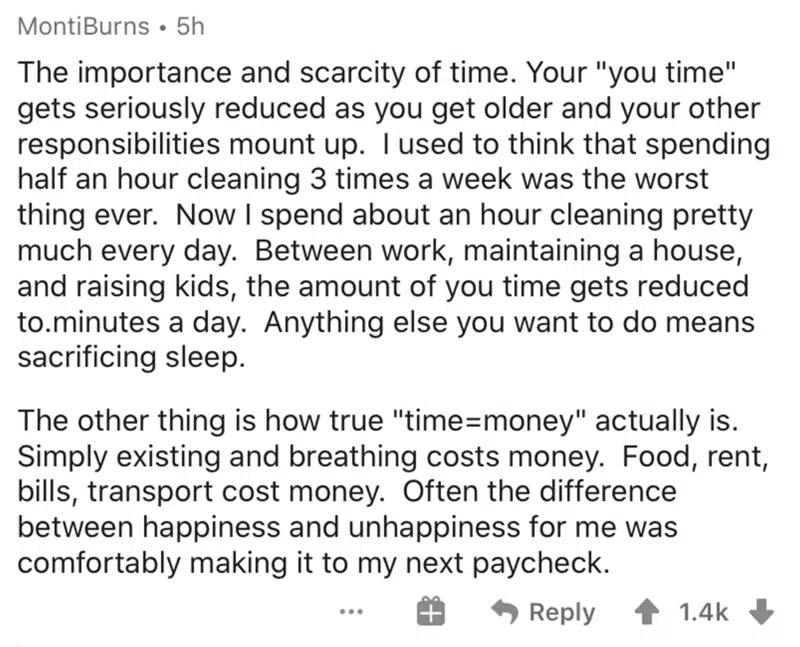 MontiBurns • 5h
The importance and scarcity of time. Your "you time"
gets seriously reduced as you get older and your other
responsibilities mount up.  I used to think that spending
half an hour cleaning 3 times a week was the worst
thing ever.  Now I spend about an hour cleaning pretty
much every day.  Between work, maintaining a house,
and raising kids, the amount of you time gets reduced
to.minutes a day.  Anything else you want to do means
sacrificing sleep.
The other thing is how true "time=money" actually is.
Simply existing and breathing costs money.  Food, rent,
bills, transport cost money.  Often the difference
between happiness and unhappiness for me was
comfortably making it to my next paycheck.
... Reply 1.4k